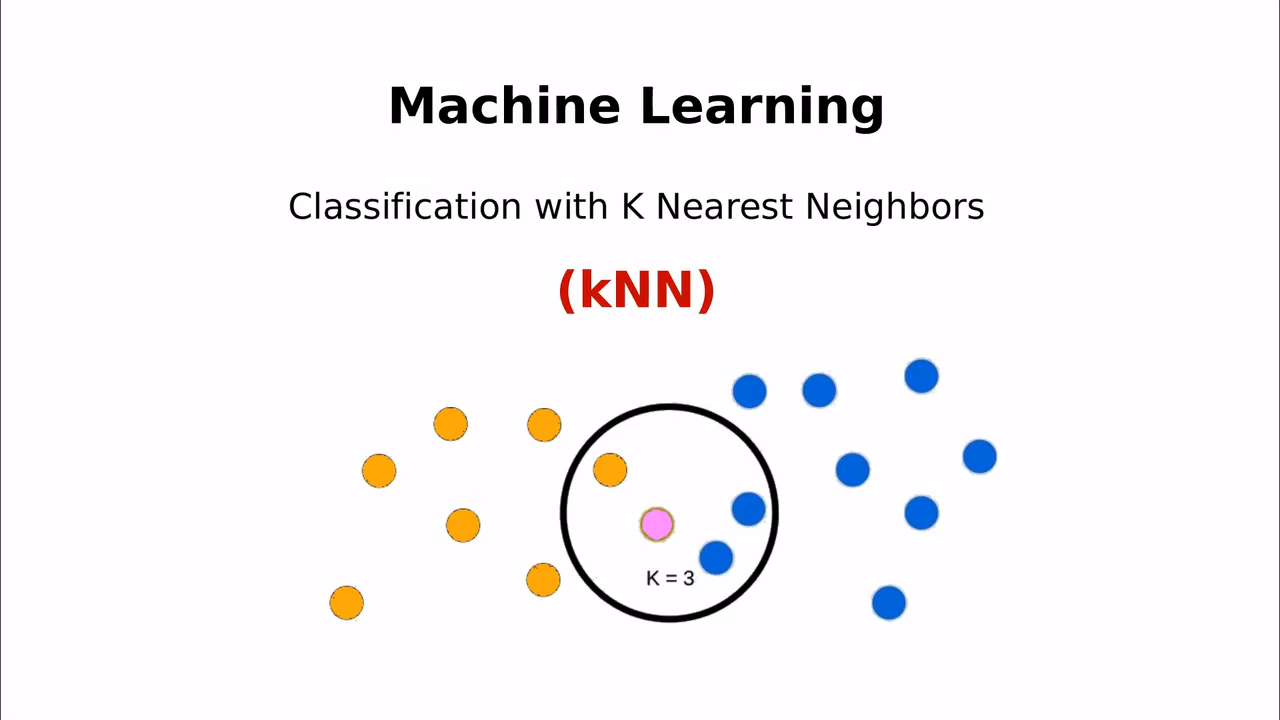 Machine Learning
Classification with K Nearest Neighbors
(kNN)
K = 3